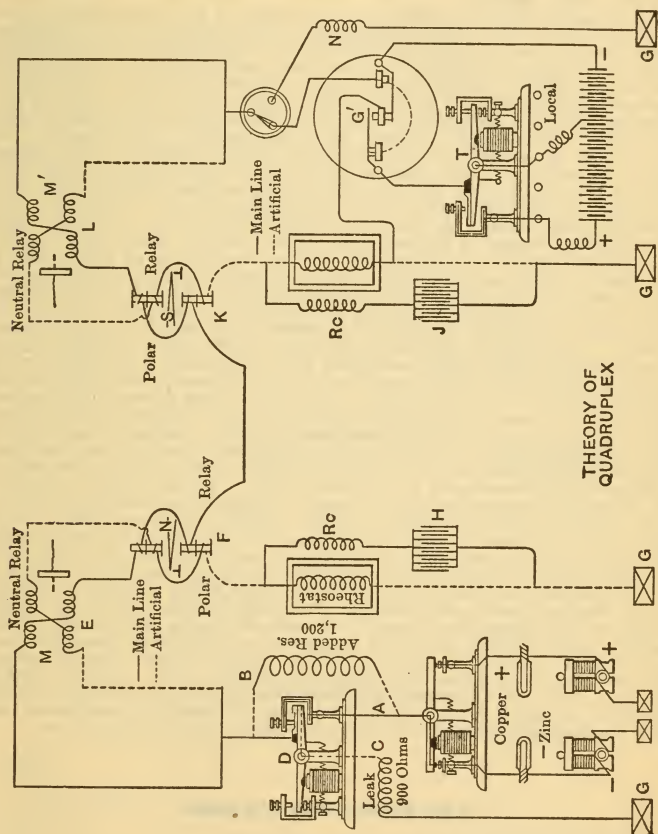 Neutral Relay
M
E
Main Line
Artificial
Relay
N
Polar
F
Rheostat
Rc
H
G
B
Added Res.
1,200
D
A
C
Leak
900 Ohms
+
Copper
Zinc
−
+
−
G
Neutral Relay
M'
L
Relay
S
Polar
K
Main Line
Artificial
Rc
J
G
N
G'
T
Local
+
−
G
THEORY OF
QUADRUPLEX